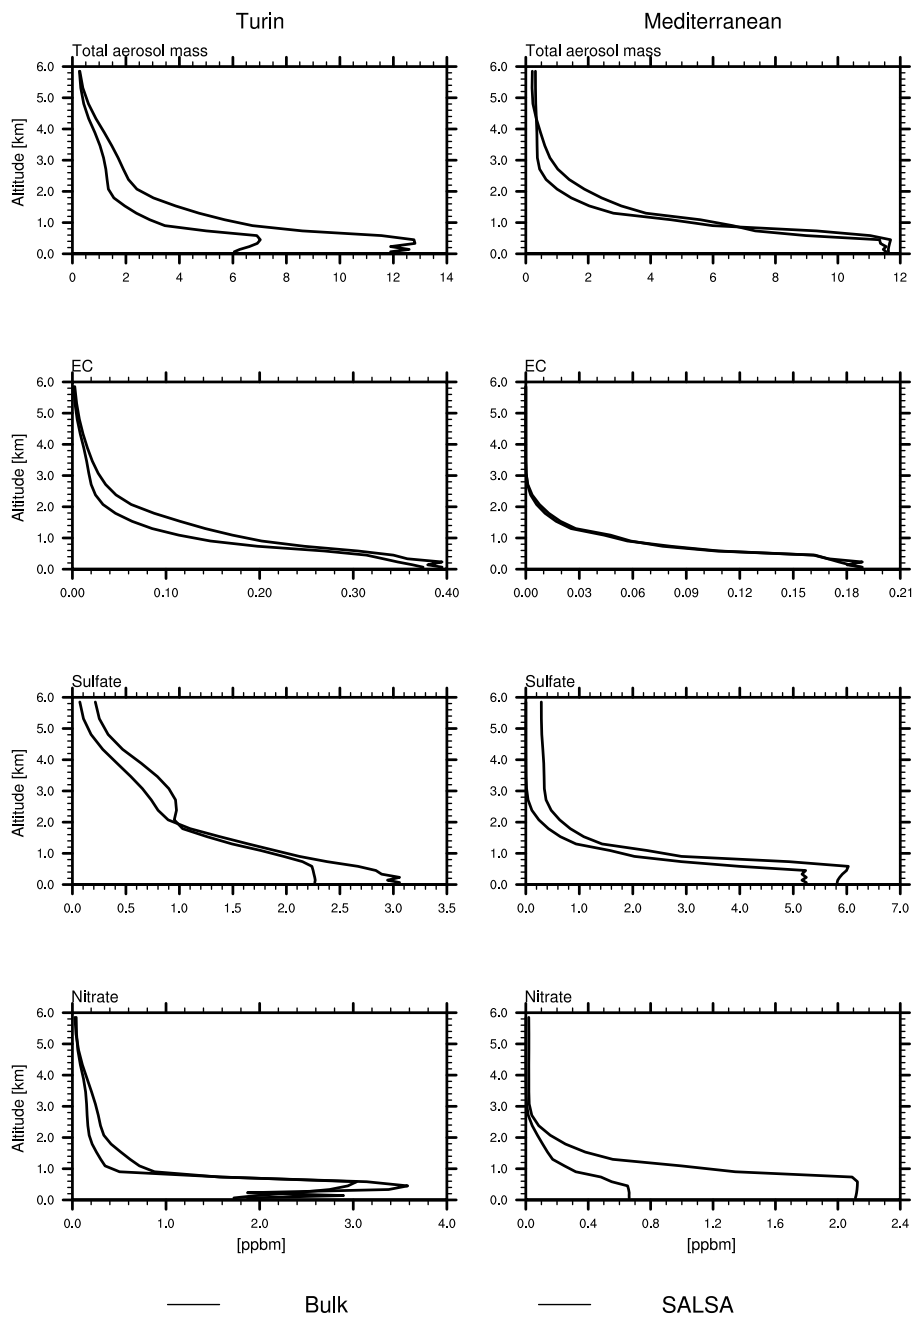 Turin Mediterranean
Total aerosol mass Total aerosol mass
6.0 6.0
5.0 5.0
4.0 4.0
3.0 3.0
2.0 2.0
1.0 1.0
0.0 0.0
Altitude [km]
0 2 4 6 8 10 12 14 0 2 4 6 8 10 12
EC EC
6.0 6.0
5.0 5.0
4.0 4.0
3.0 3.0
2.0 2.0
1.0 1.0
0.0 0.0
Altitude [km]
0.00 0.10 0.20 0.30 0.40 0.00 0.03 0.06 0.09 0.12 0.15 0.18 0.21
Sulfate Sulfate
6.0 6.0
5.0 5.0
4.0 4.0
3.0 3.0
2.0 2.0
1.0 1.0
0.0 0.0
Altitude [km]
0.0 0.5 1.0 1.5 2.0 2.5 3.0 3.5 0.0 1.0 2.0 3.0 4.0 5.0 6.0 7.0
Nitrate Nitrate
6.0 6.0
5.0 5.0
4.0 4.0
3.0 3.0
2.0 2.0
1.0 1.0
0.0 0.0
Altitude [km]
0.0 1.0 2.0 3.0 4.0 0.0 0.4 0.8 1.2 1.6 2.0 2.4
[ppbm] [ppbm]
Bulk SALSA